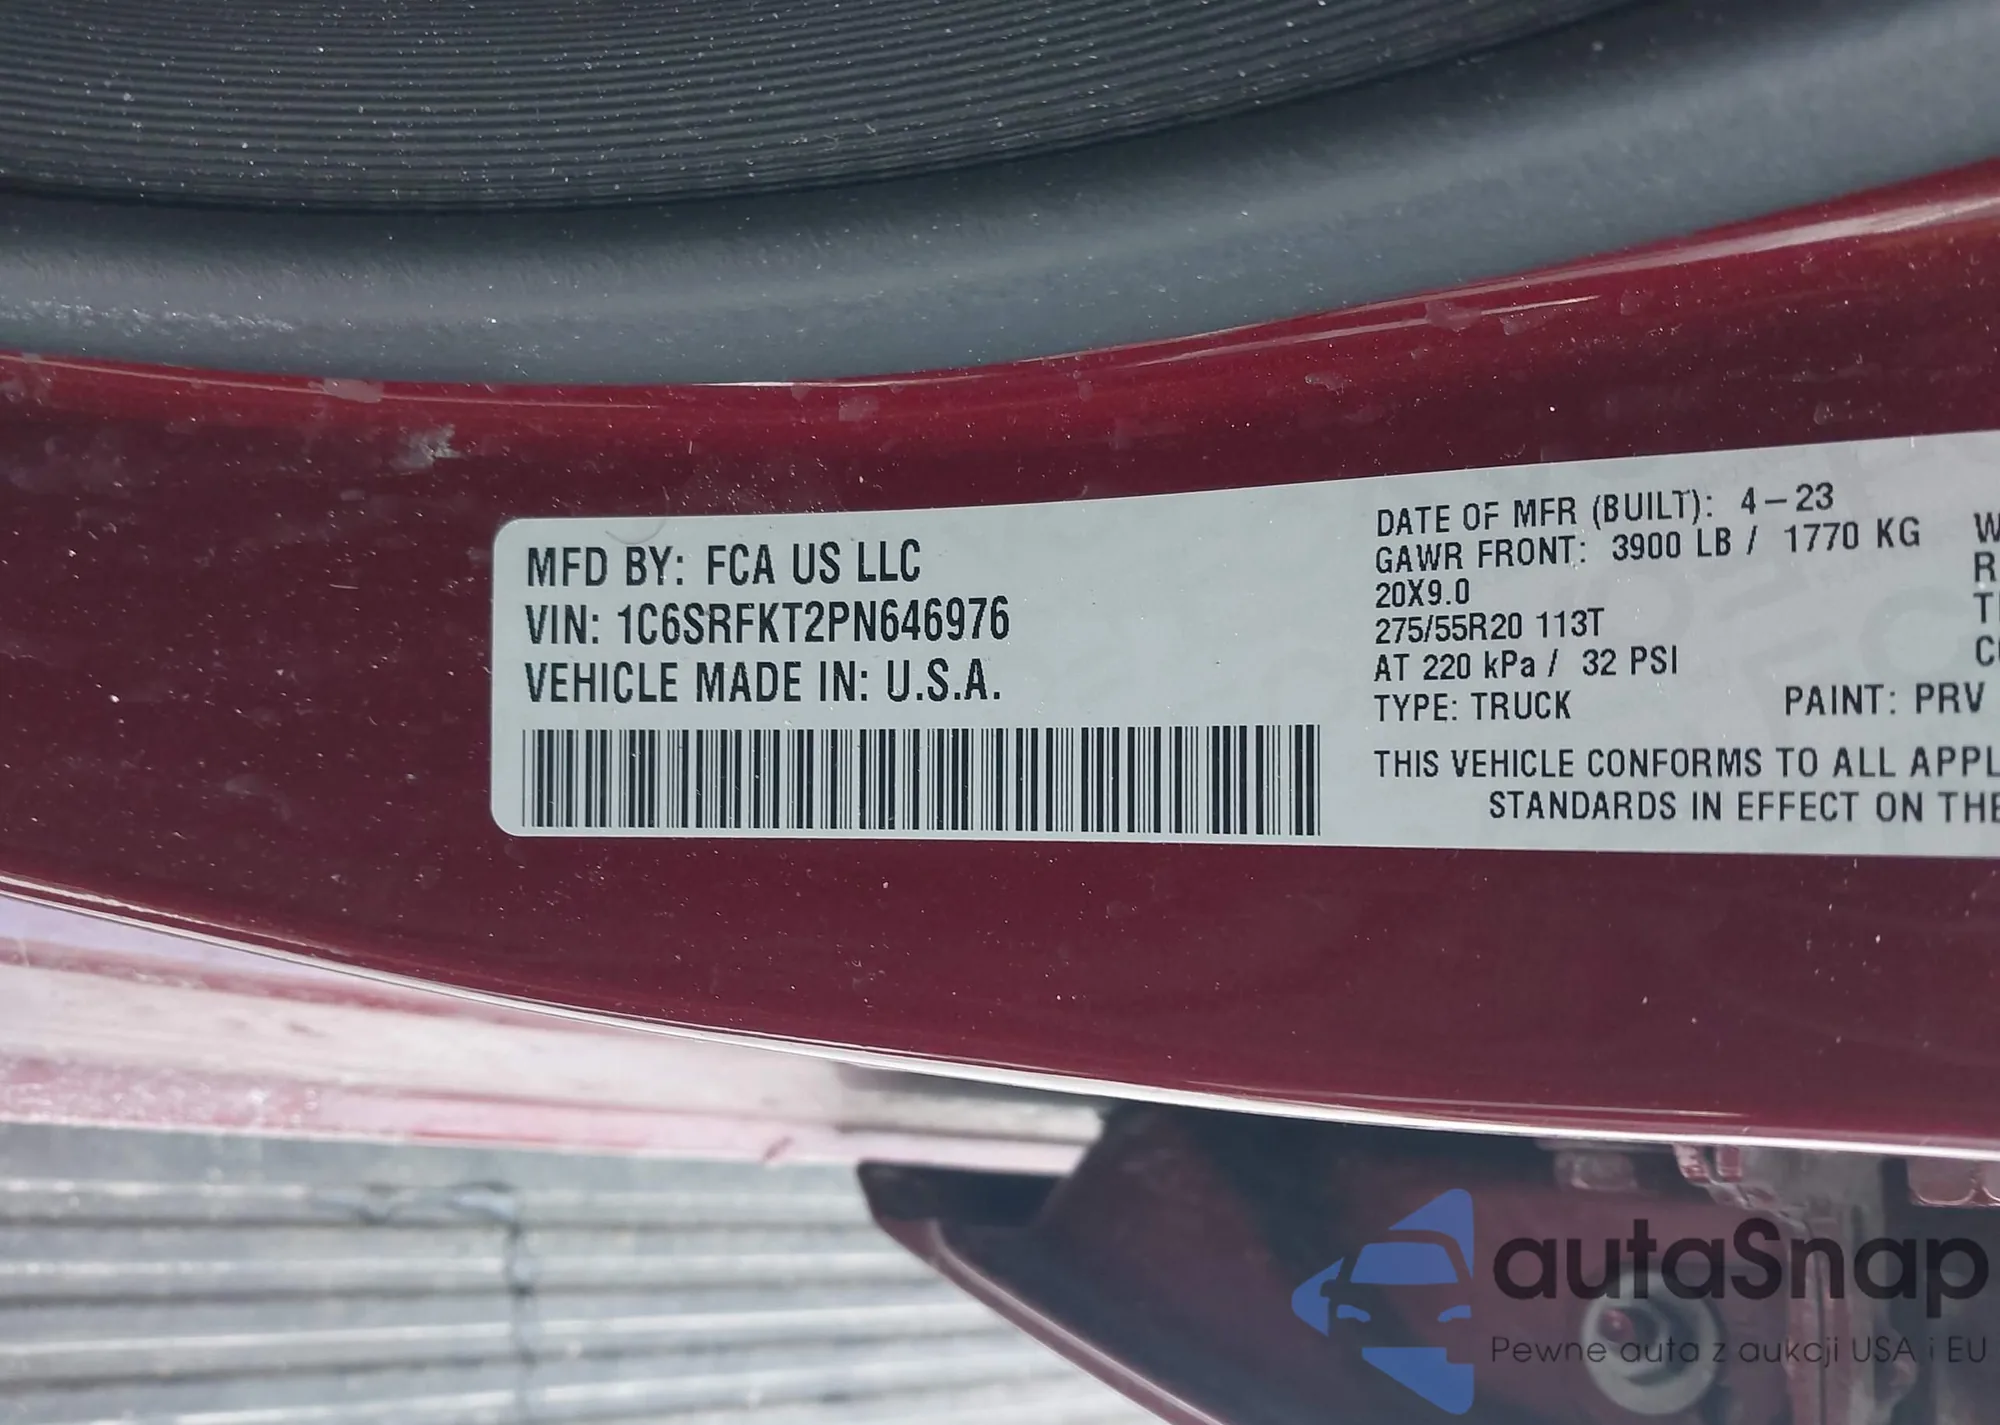 MFD BY: FCA US LLC
VIN: 1C6SRFKT2PN646976
VEHICLE MADE IN: U.S.A.
DATE OF MFR (BUILT): 4-23
GAWR FRONT: 3900 LB / 1770 KG
20X9.0
275/55R20 113T
AT 220 kPa / 32 PSI
TYPE: TRUCK PAINT: PRV
THIS VEHICLE CONFORMS TO ALL APPL
STANDARDS IN EFFECT ON THE
autaSnap
Pewne auta z aukcji USA i EU